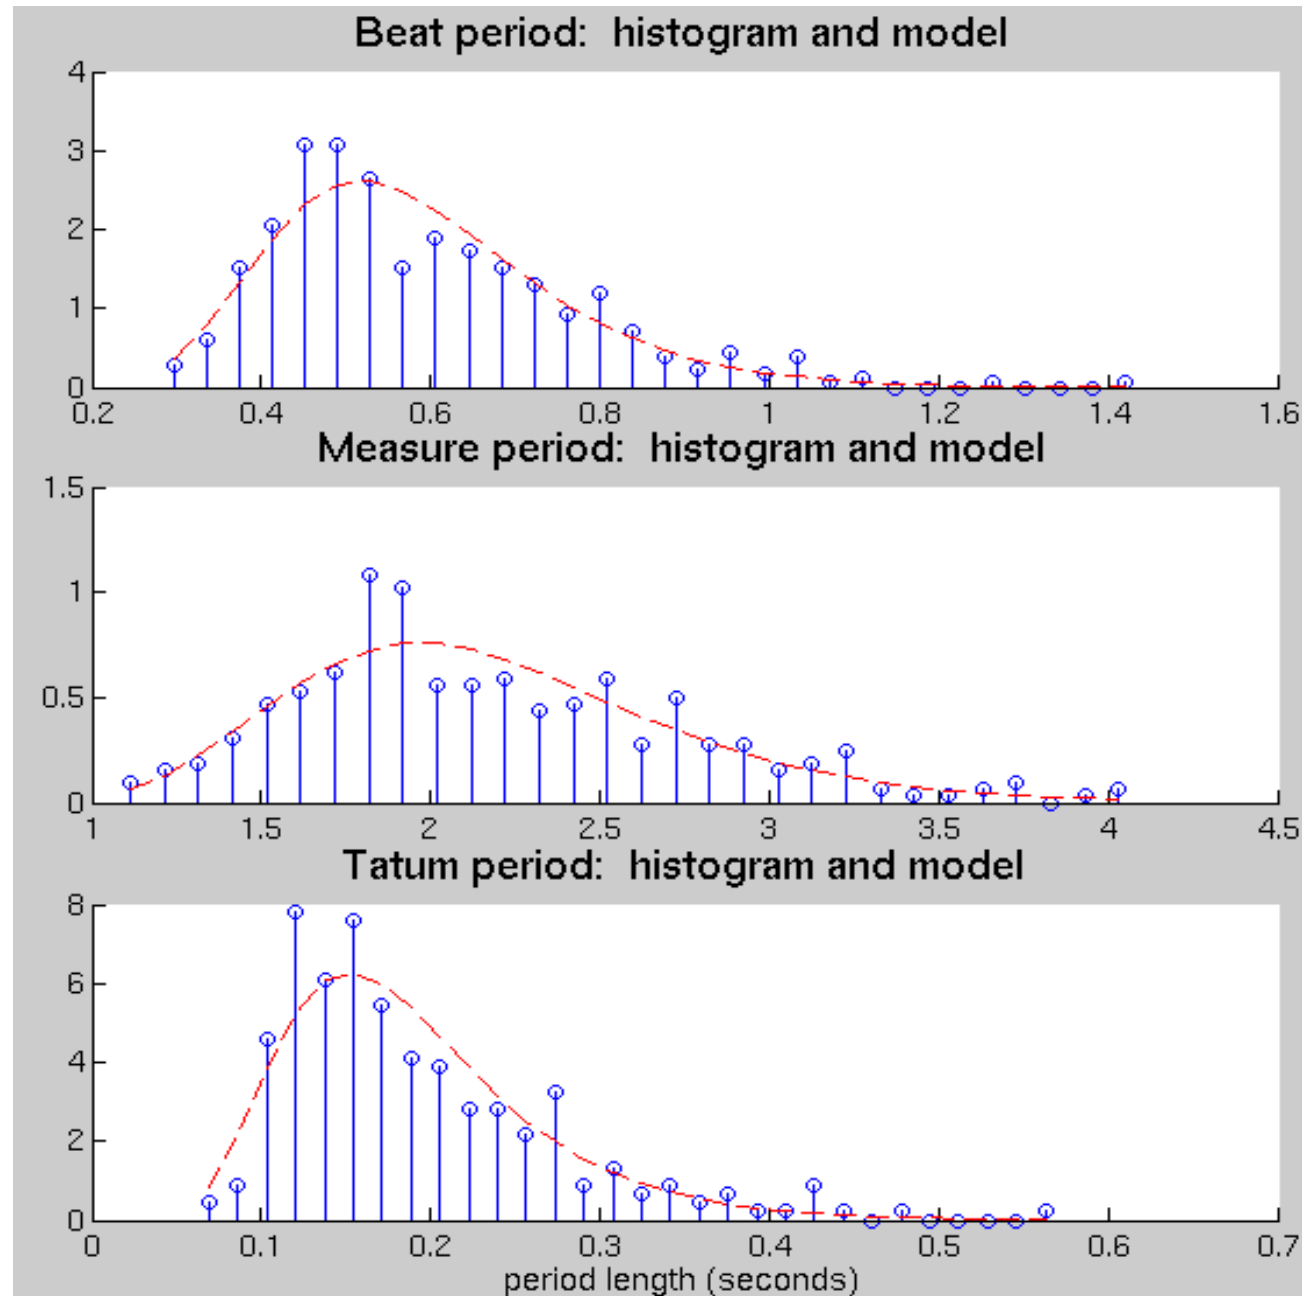 Beat period: histogram and model
4
3
2
1
0
0.2 0.4 0.6 0.8 1 1.2 1.4 1.6
Measure period: histogram and model
1.5
1
0.5
0
1 1.5 2 2.5 3 3.5 4 4.5
Tatum period: histogram and model
8
6
4
2
0
0 0.1 0.2 0.3 0.4 0.5 0.6 0.7
period length (seconds)